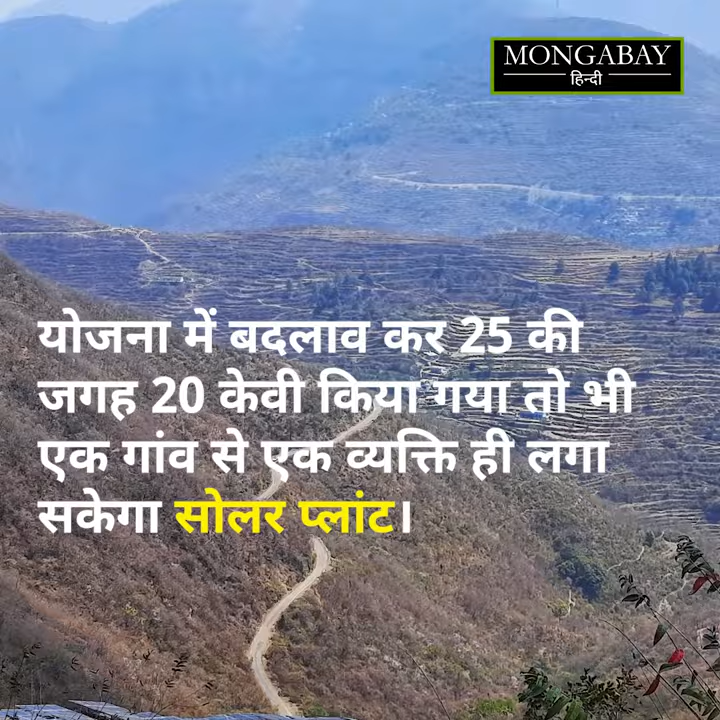 MONGABAY
हिन्दी
योजना में बदलाव कर 25 की
जगह 20 केवी किया गया तो भी
एक गांव से एक व्यक्ति ही लगा
सकेगा सोलर प्लांट।